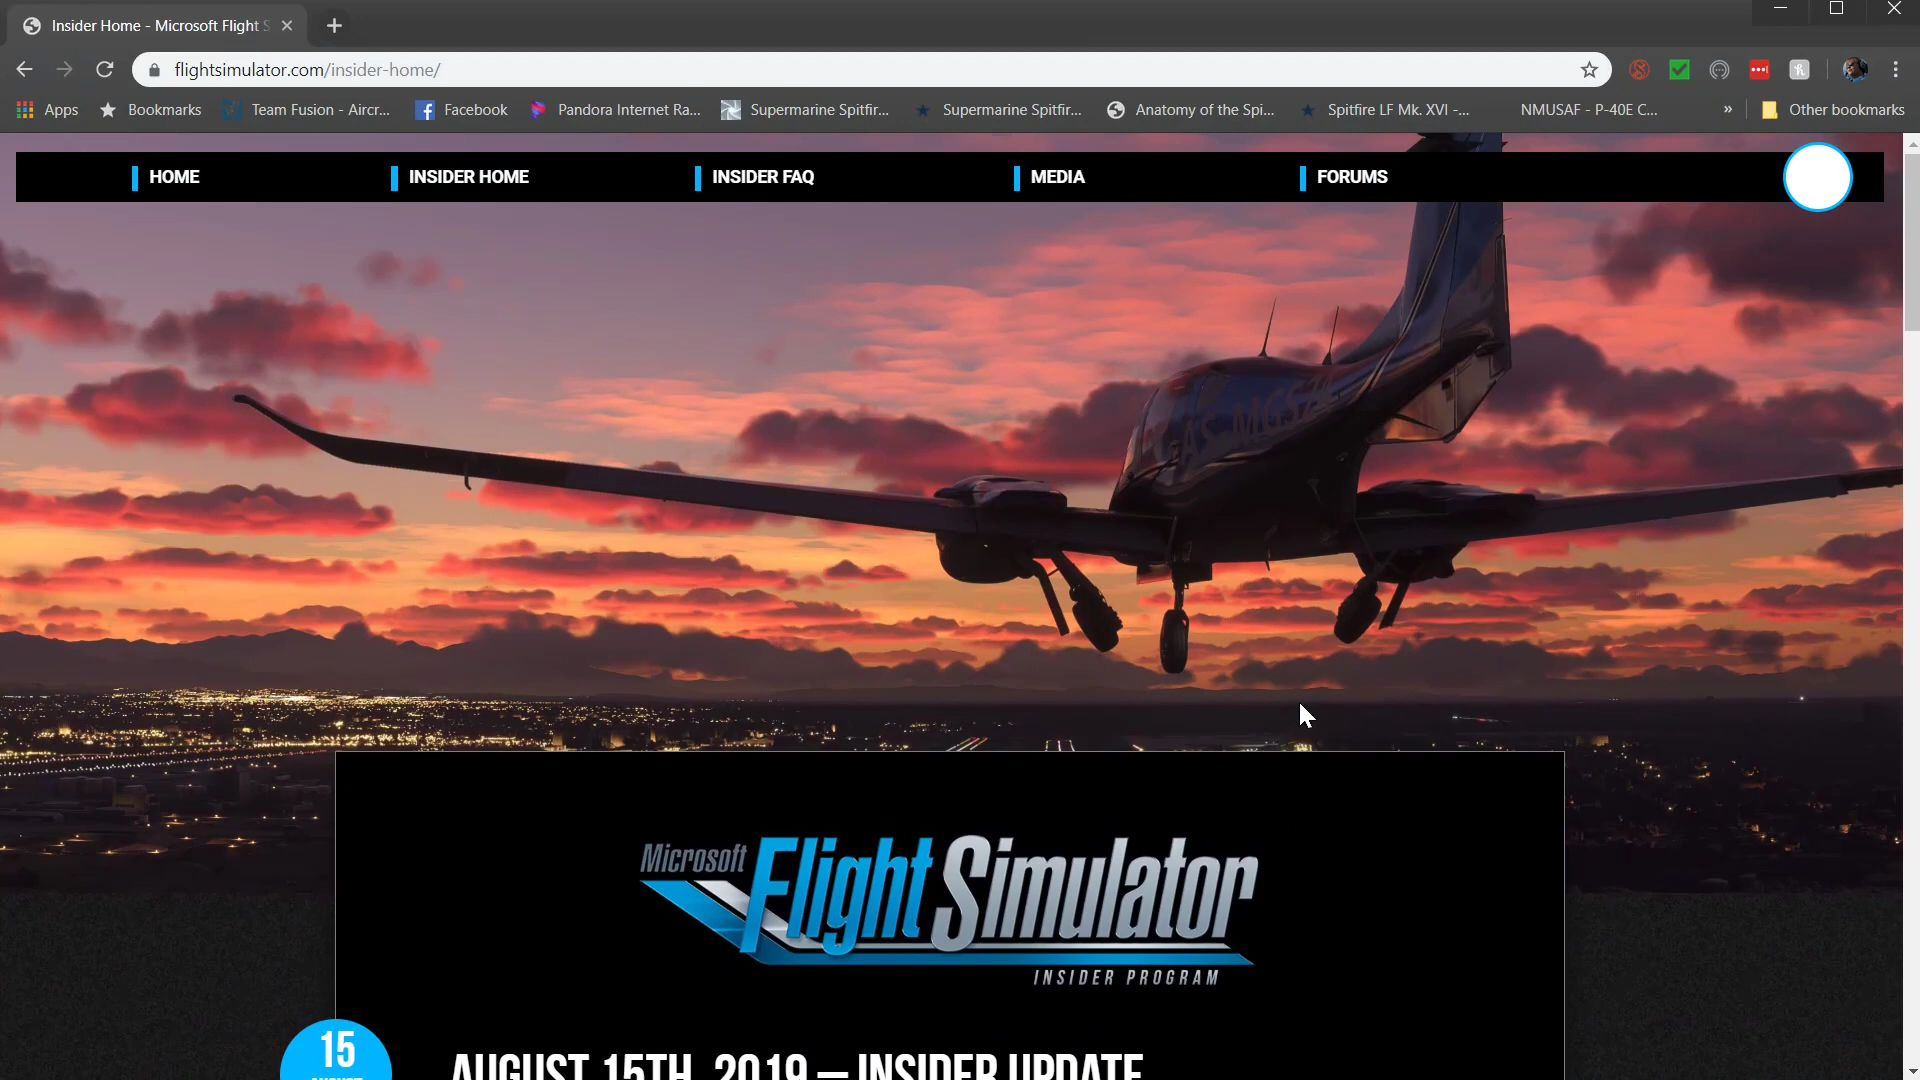 Insider Home - Microsoft Flight S
flightsimulator.com/insider-home/
Apps Bookmarks Team Fusion - Aircr... Facebook Pandora Internet Ra... Supermarine Spitfir... Supermarine Spitfir... Anatomy of the Spi... Spitfire LF Mk. XVI -... NMUSAF - P-40E C... » Other bookmarks
HOME INSIDER HOME INSIDER FAQ MEDIA FORUMS
Microsoft Flight Simulator
INSIDER PROGRAM
15
AUGUST
AUGUST 15TH, 2019 – INSIDER UPDATE